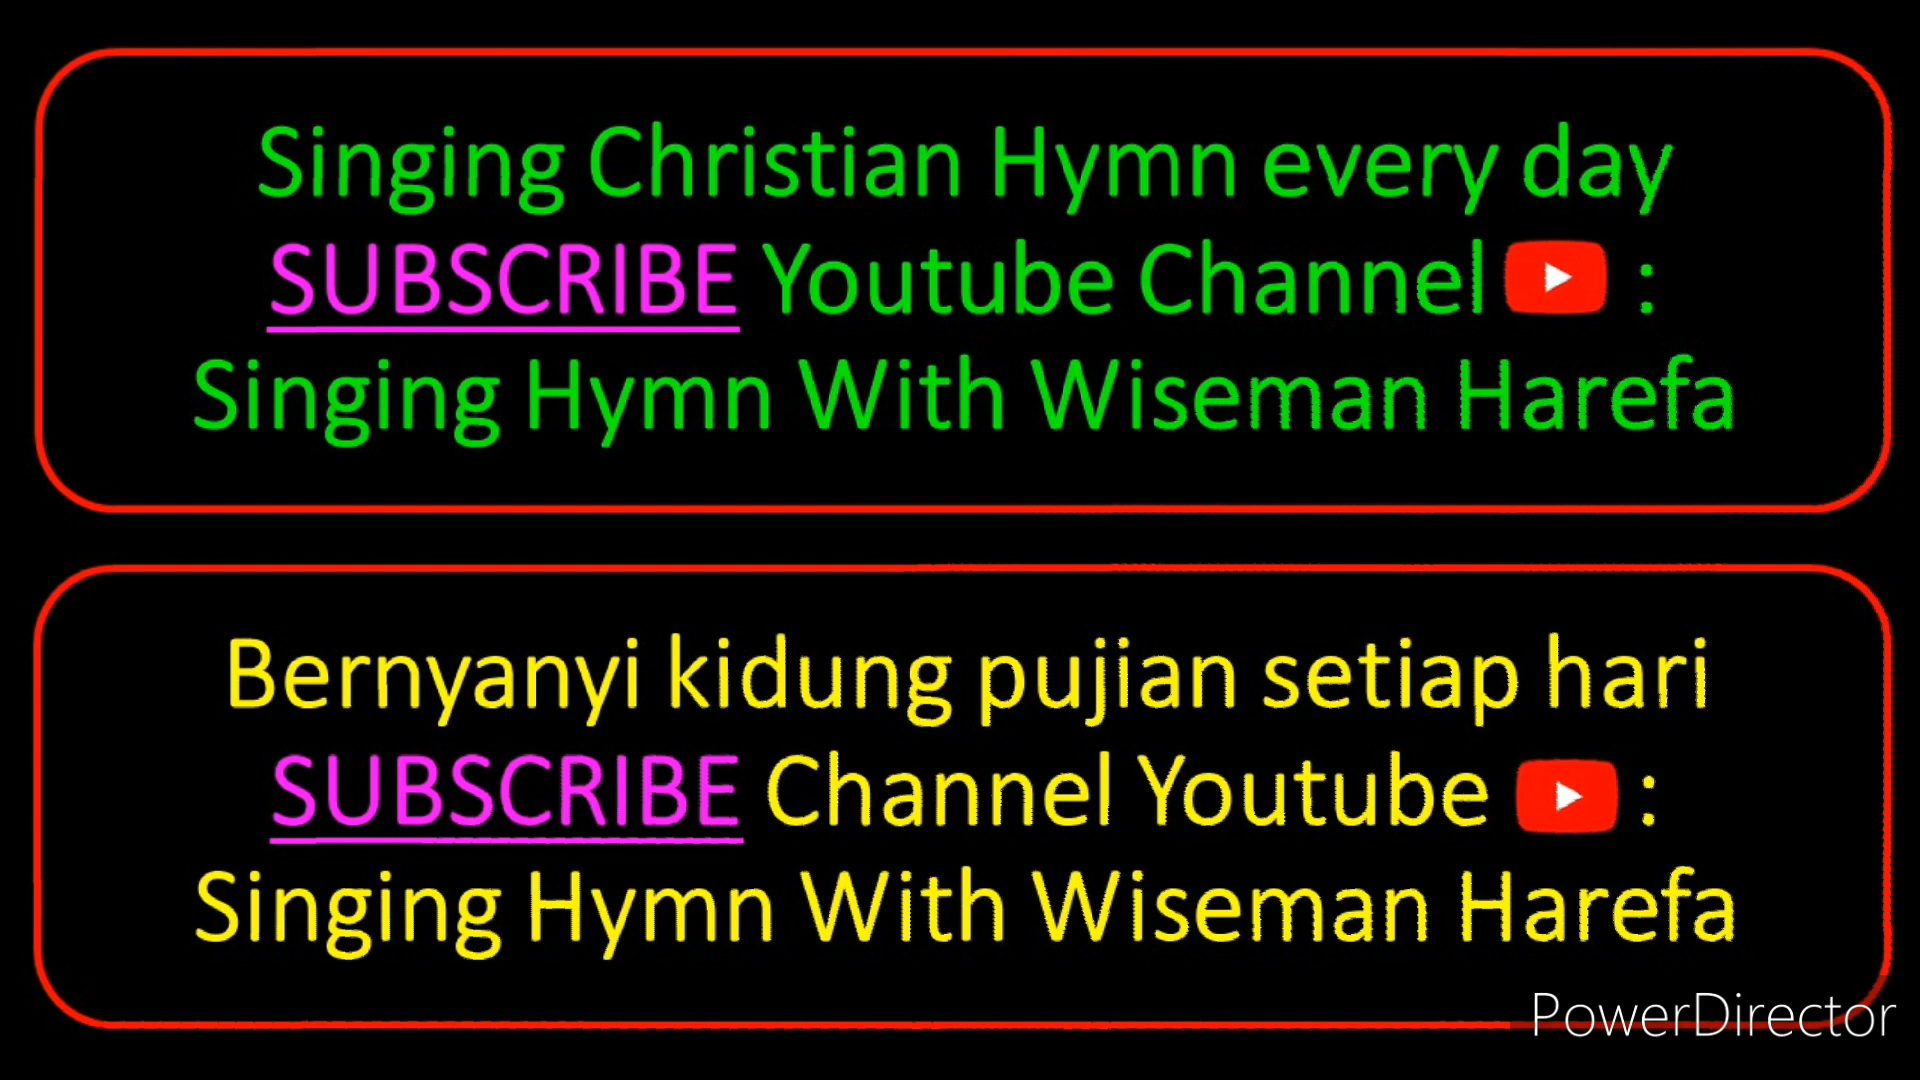 Singing Christian Hymn every day
SUBSCRIBE Youtube Channel :
Singing Hymn With Wiseman Harefa
Bernyanyi kidung pujian setiap hari
SUBSCRIBE Channel Youtube :
Singing Hymn With Wiseman Harefa
PowerDirector